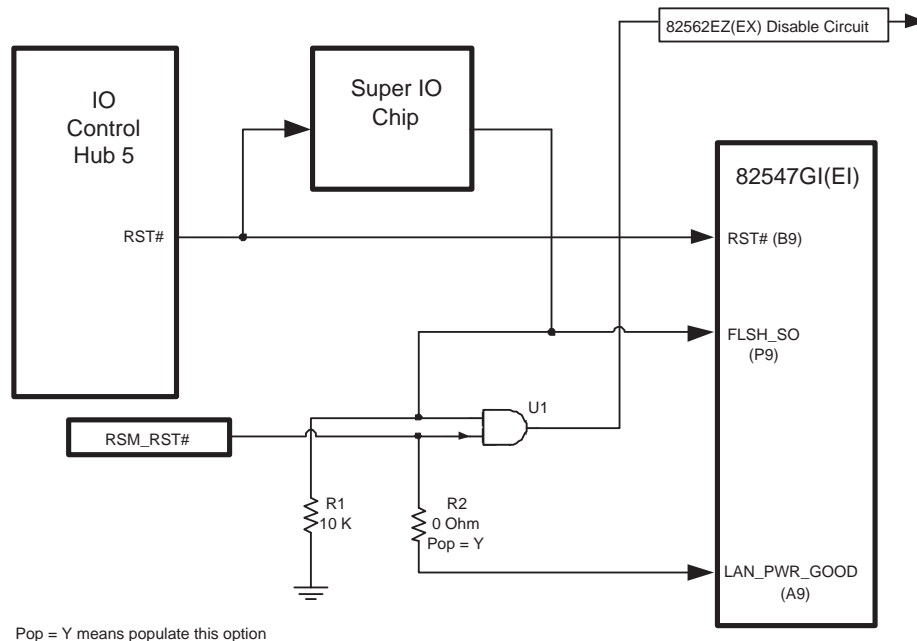 82562EZ(EX) Disable Circuit
IO
Control
Hub 5
Super IO
Chip
82547GI(EI)
RST#
RST# (B9)
FLSH_SO
(P9)
U1
RSM_RST#
R1
10 K
R2
0 Ohm
Pop = Y
LAN_PWR_GOOD
(A9)
Pop = Y means populate this option